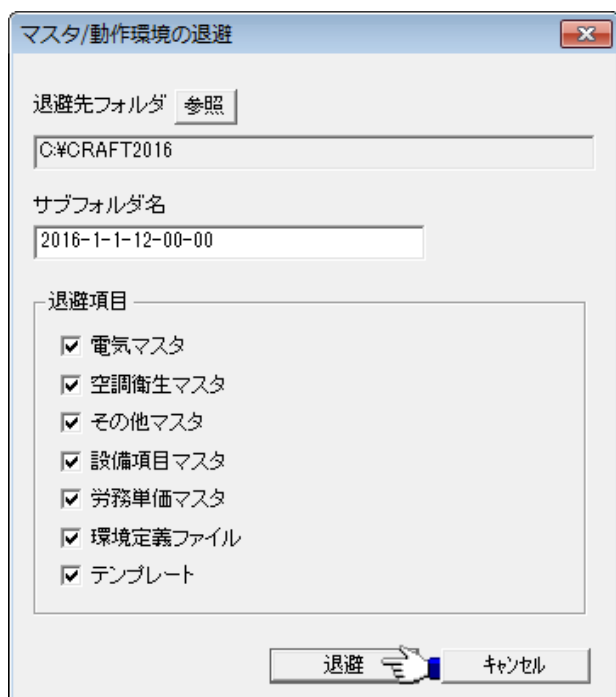 マスタ/動作環境の退避
退避先フォルダ 参照
C:¥CRAFT2016
サブフォルダ名
2016-1-1-12-00-00
退避項目
電気マスタ
空調衛生マスタ
その他マスタ
設備項目マスタ
労務単価マスタ
環境定義ファイル
テンプレート
退避 キャンセル